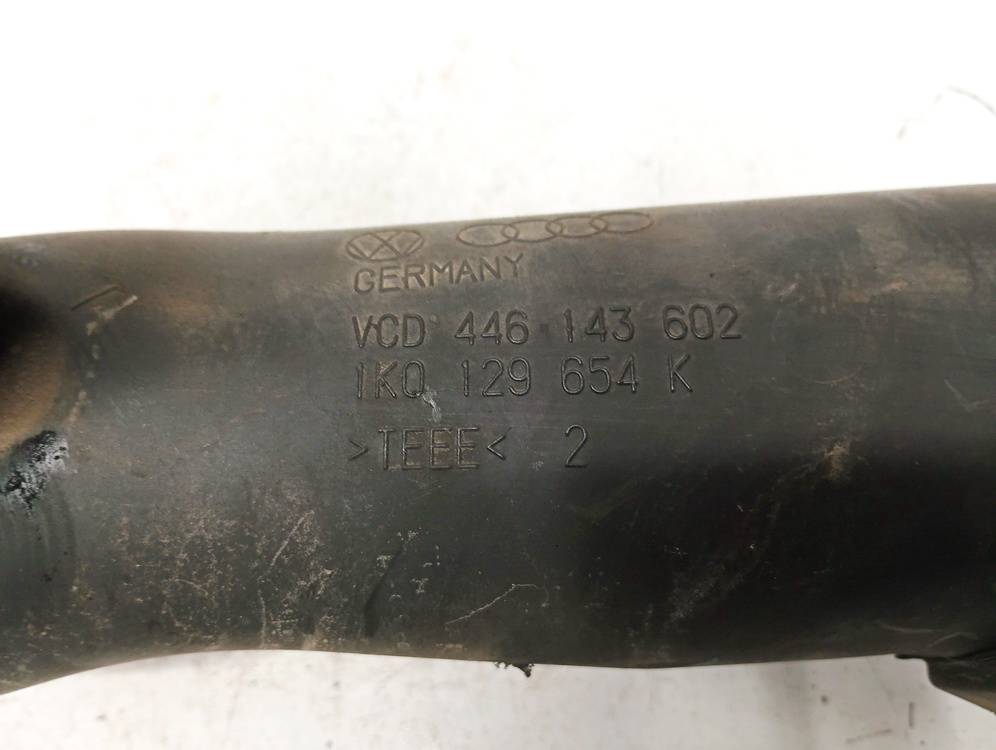 GERMANY
VCD 446 143 602
1K0 129 654 K
>TEEE< 2